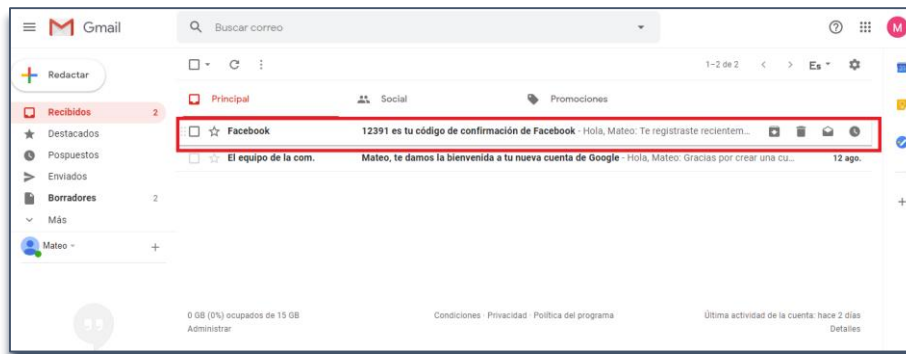 Gmail
Buscar correo
M
Redactar
1–2 de 2
Es
Principal
Social
Promociones
Recibidos 2
Facebook 12391 es tu código de confirmación de Facebook - Hola, Mateo: Te registraste recientem...
Destacados
El equipo de la com. Mateo, te damos la bienvenida a tu nueva cuenta de Google - Hola, Mateo: Gracias por crear una cu... 12 ago.
Pospuestos
Enviados
Borradores 2
Más
Mateo
0 GB (0%) ocupados de 15 GB
Administrar
Condiciones · Privacidad · Política del programa
Última actividad de la cuenta: hace 2 días
Detalles